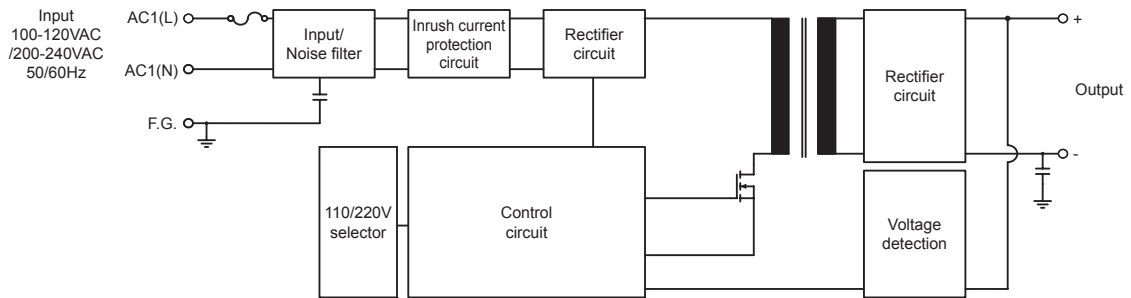 Input
100-120VAC
/200-240VAC
50/60Hz
AC1(L)
AC1(N)
F.G.
Input/
Noise filter
Inrush current
protection
circuit
Rectifier
circuit
Rectifier
circuit
+
Output
-
110/220V
selector
Control
circuit
Voltage
detection